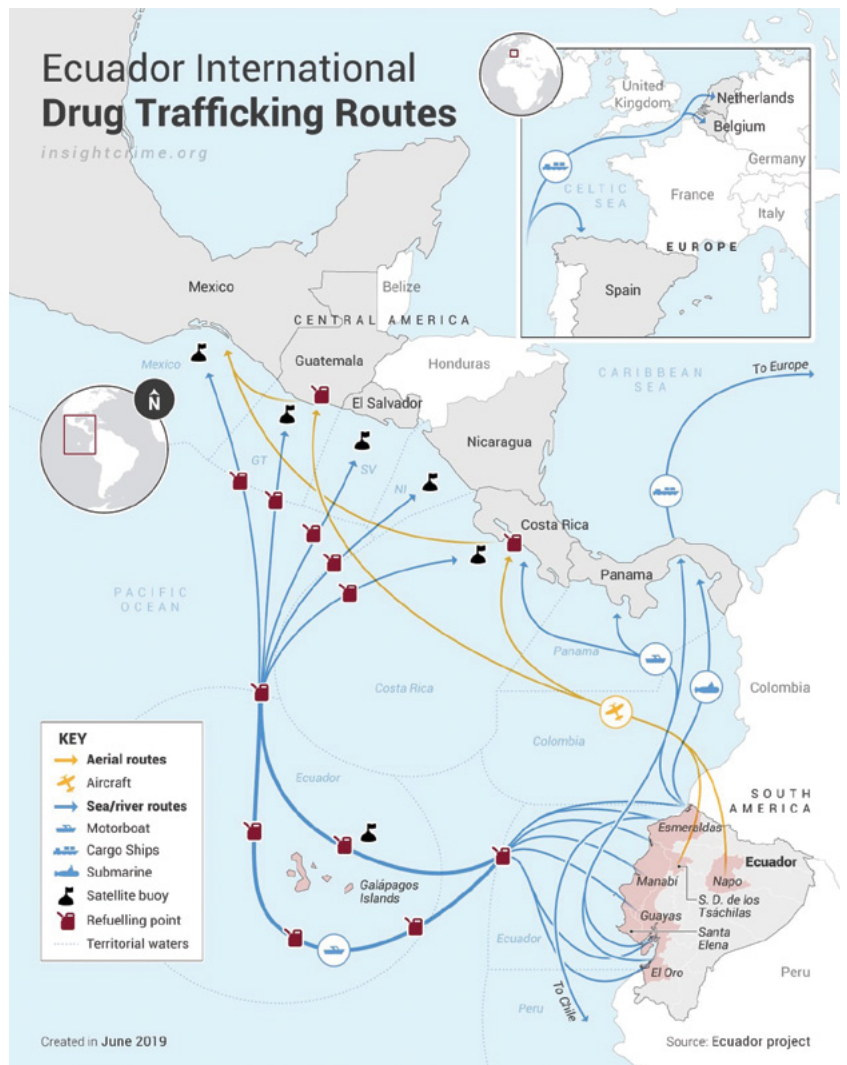 Ecuador International
Drug Trafficking Routes
insightcrime.org
United
Kingdom
Netherlands
Belgium
Germany
CELTIC
SEA
France
Italy
EUROPE
Spain
Mexico
Belize
CENTRAL AMERICA
Mexico
Guatemala
Honduras
CARIBBEAN
SEA
To Europe
El Salvador
N
Nicaragua
GT
SV
NI
Costa Rica
Panama
PACIFIC
OCEAN
Panama
Costa Rica
Colombia
Colombia
KEY
Aerial routes
Aircraft
Sea/river routes
Motorboat
Cargo Ships
Submarine
Satellite buoy
Refuelling point
Territorial waters
Ecuador
Galápagos
Islands
SOUTH
AMERICA
Esmeraldas
Ecuador
Manabí
Napo
S. D. de los
Tsáchilas
Guayas
Santa
Elena
Ecuador
El Oro
Peru
To Chile
Peru
Created in June 2019
Source: Ecuador project